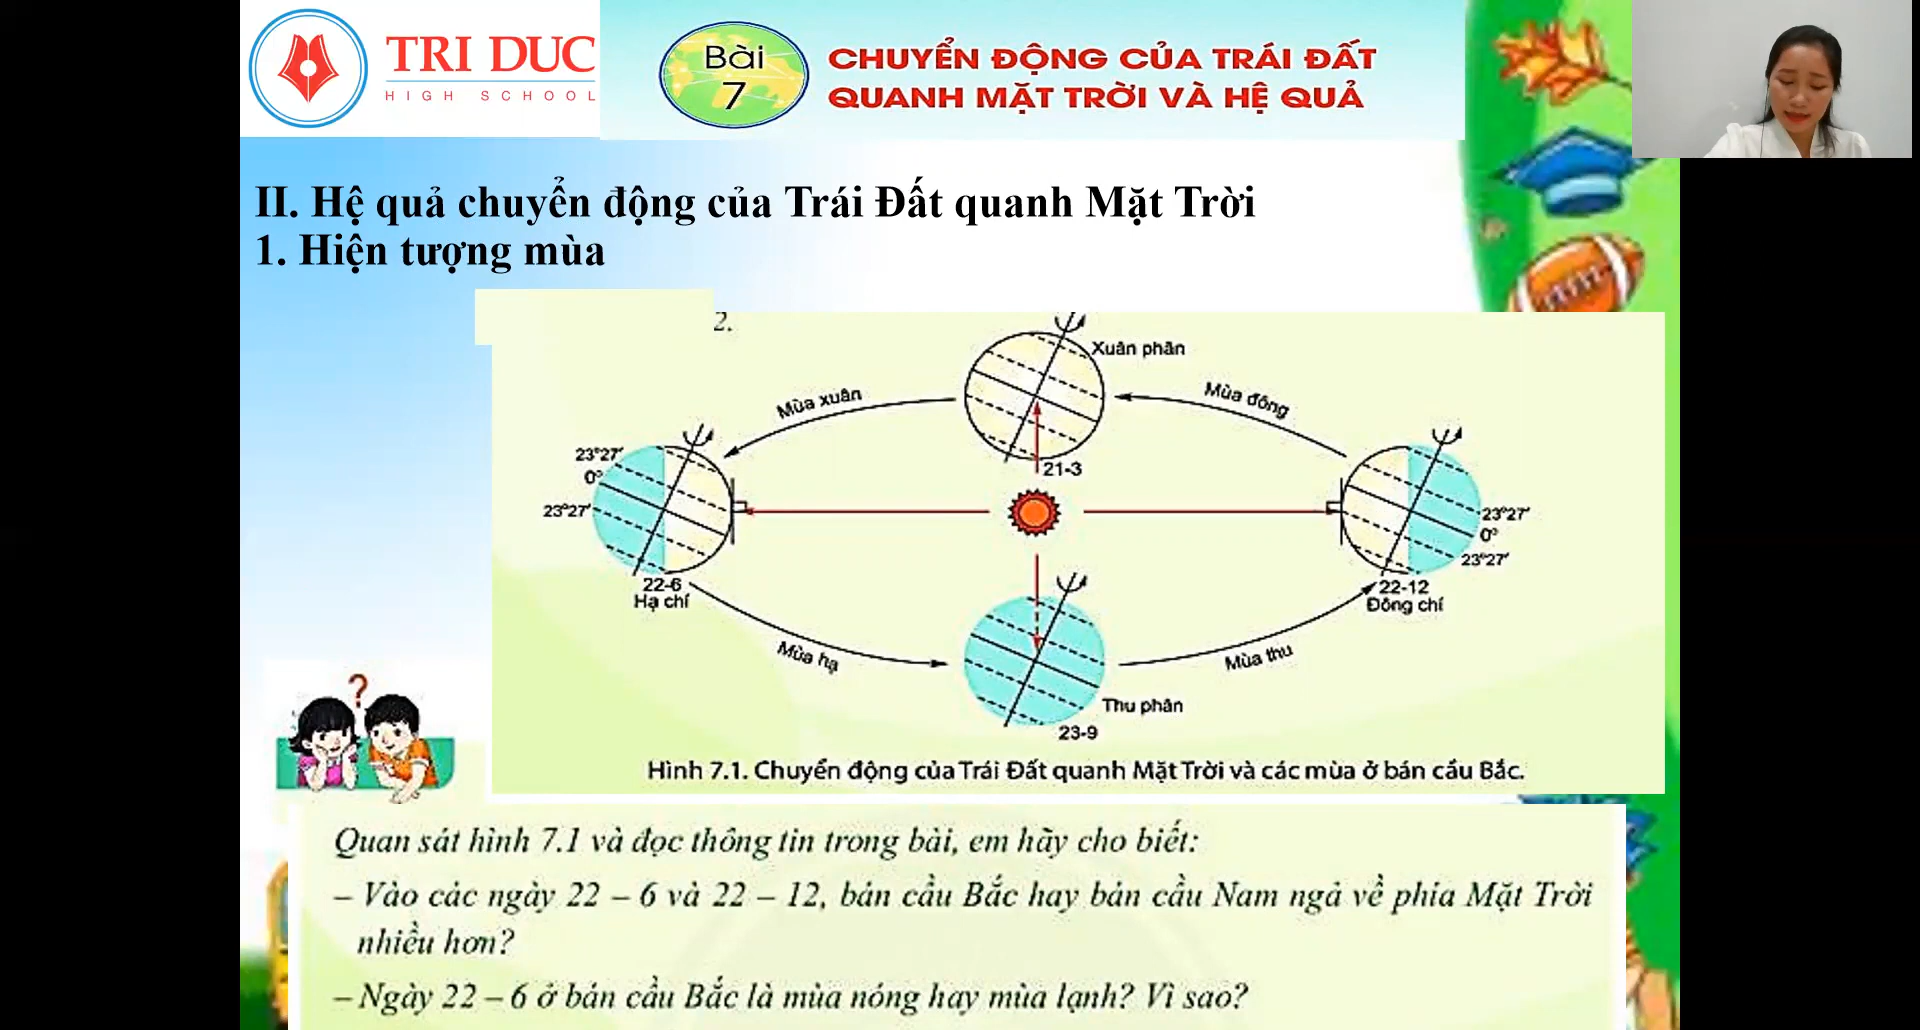 TRI DUC
HIGH SCHOOL
Bài
7
CHUYỂN ĐỘNG CỦA TRÁI ĐẤT
QUANH MẶT TRỜI VÀ HỆ QUẢ
II. Hệ quả chuyển động của Trái Đất quanh Mặt Trời
1. Hiện tượng mùa
2.
Xuân phân
Mùa xuân
Mùa đông
21-3
23°27'
0°
23°27'
23°27'
0°
23°27'
22-6
Hạ chí
22-12
Đông chí
Mùa hạ
Mùa thu
Thu phân
23-9
?
Hình 7.1. Chuyển động của Trái Đất quanh Mặt Trời và các mùa ở bán cầu Bắc.
Quan sát hình 7.1 và đọc thông tin trong bài, em hãy cho biết:
– Vào các ngày 22 – 6 và 22 – 12, bán cầu Bắc hay bán cầu Nam ngả về phía Mặt Trời
nhiều hơn?
– Ngày 22 – 6 ở bán cầu Bắc là mùa nóng hay mùa lạnh? Vì sao?